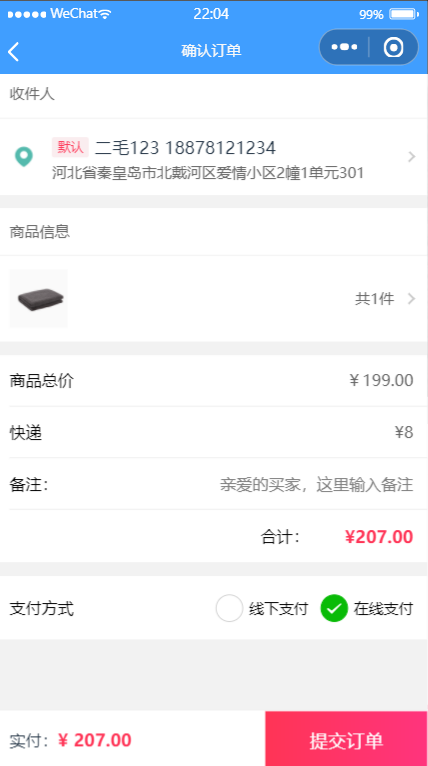 WeChat 22:04 99%
确认订单
收件人
默认 二毛123 18878121234
河北省秦皇岛市北戴河区爱情小区2幢1单元301
商品信息
共1件
商品总价 ¥ 199.00
快递 ¥8
备注： 亲爱的买家，这里输入备注
合计： ¥207.00
支付方式 线下支付 在线支付
实付：¥ 207.00 提交订单